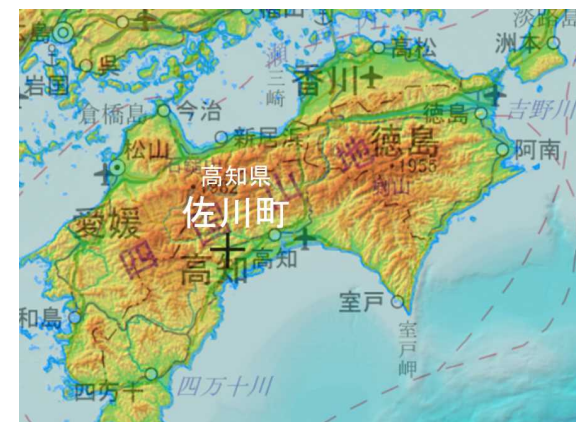 福山
淡路島
島
洲本
高松
呉
岩国
香川
三崎
倉橋島
今治
徳島
吉野川
新居浜
徳島
松山
阿南
1955
山
地
高知県
佐川町
愛媛
四
国
高知
高知
室戸
和島
室戸岬
四万十
四万十川